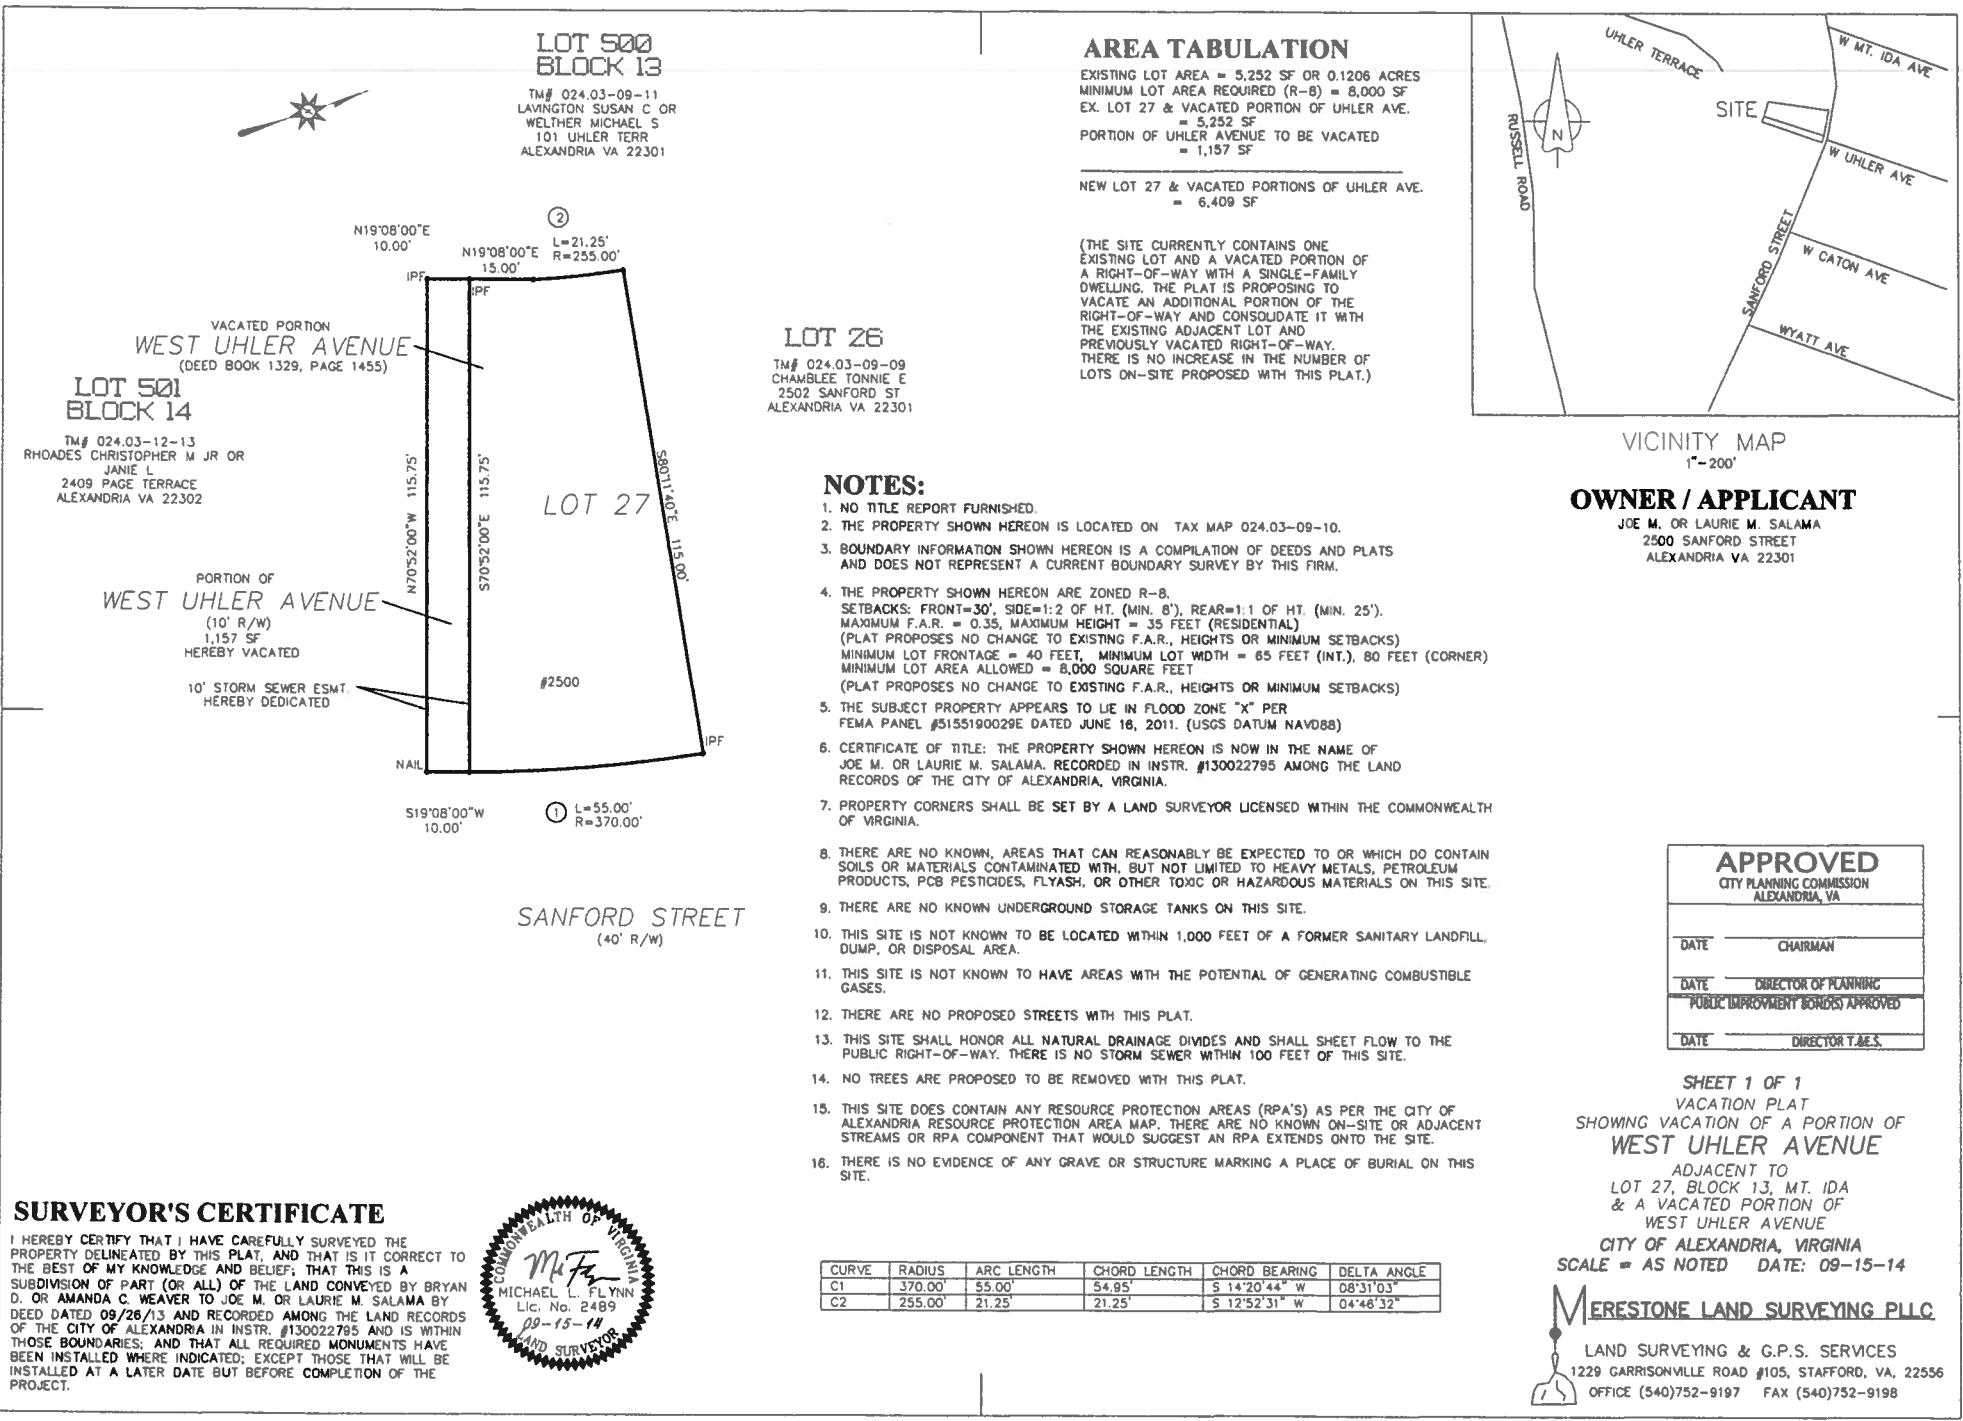 LOT 500
BLOCK 13
TM# 024.03-09-11
LAVINGTON SUSAN C OR
WELTHER MICHAEL S
101 UHLER TERR
ALEXANDRIA VA 22301
N19°08'00"E
10.00'
N19°08'00"E
15.00'
2
L=21.25'
R=255.00'
IPF
IPF
VACATED PORTION
WEST UHLER AVENUE
(DEED BOOK 1329, PAGE 1455)
LOT 501
BLOCK 14
TM# 024.03-12-13
RHOADES CHRISTOPHER M JR OR
JANIE L
2409 PAGE TERRACE
ALEXANDRIA VA 22302
LOT 26
TM# 024.03-09-09
CHAMBLEE TONNIE E
2502 SANFORD ST
ALEXANDRIA VA 22301
N70°52'00"W 115.75'
S70°52'00"E 115.75'
LOT 27
S80°11'40"E 115.00'
PORTION OF
WEST UHLER AVENUE
(10' R/W)
1,157 SF
HEREBY VACATED
10' STORM SEWER ESMT.
HEREBY DEDICATED
#2500
IPF
NAIL
S19°08'00"W
10.00'
1
L=55.00'
R=370.00'
SANFORD STREET
(40' R/W)
AREA TABULATION
EXISTING LOT AREA = 5,252 SF OR 0.1206 ACRES
MINIMUM LOT AREA REQUIRED (R-8) = 8,000 SF
EX. LOT 27 & VACATED PORTION OF UHLER AVE.
= 5,252 SF
PORTION OF UHLER AVENUE TO BE VACATED
= 1,157 SF
NEW LOT 27 & VACATED PORTIONS OF UHLER AVE.
= 6,409 SF
(THE SITE CURRENTLY CONTAINS ONE
EXISTING LOT AND A VACATED PORTION OF
A RIGHT-OF-WAY WITH A SINGLE-FAMILY
DWELLING. THE PLAT IS PROPOSING TO
VACATE AN ADDITIONAL PORTION OF THE
RIGHT-OF-WAY AND CONSOLIDATE IT WITH
THE EXISTING ADJACENT LOT AND
PREVIOUSLY VACATED RIGHT-OF-WAY.
THERE IS NO INCREASE IN THE NUMBER OF
LOTS ON-SITE PROPOSED WITH THIS PLAT.)
UHLER TERRACE
W MT. IDA AVE
SITE
RUSSELL ROAD
N
W UHLER AVE
SANFORD STREET
W CATON AVE
WYATT AVE
VICINITY MAP
1"-200'
OWNER / APPLICANT
JOE M. OR LAURIE M. SALAMA
2500 SANFORD STREET
ALEXANDRIA VA 22301
NOTES:
1. NO TITLE REPORT FURNISHED.
2. THE PROPERTY SHOWN HEREON IS LOCATED ON TAX MAP 024.03-09-10.
3. BOUNDARY INFORMATION SHOWN HEREON IS A COMPILATION OF DEEDS AND PLATS
AND DOES NOT REPRESENT A CURRENT BOUNDARY SURVEY BY THIS FIRM.
4. THE PROPERTY SHOWN HEREON ARE ZONED R-8.
SETBACKS: FRONT=30', SIDE=1:2 OF HT. (MIN. 8'), REAR=1:1 OF HT. (MIN. 25').
MAXIMUM F.A.R. = 0.35, MAXIMUM HEIGHT = 35 FEET (RESIDENTIAL)
(PLAT PROPOSES NO CHANGE TO EXISTING F.A.R., HEIGHTS OR MINIMUM SETBACKS)
MINIMUM LOT FRONTAGE = 40 FEET, MINIMUM LOT WIDTH = 65 FEET (INT.), 80 FEET (CORNER)
MINIMUM LOT AREA ALLOWED = 8,000 SQUARE FEET
(PLAT PROPOSES NO CHANGE TO EXISTING F.A.R., HEIGHTS OR MINIMUM SETBACKS)
5. THE SUBJECT PROPERTY APPEARS TO LIE IN FLOOD ZONE "X" PER
FEMA PANEL #5155190029E DATED JUNE 16, 2011. (USGS DATUM NAVD88)
6. CERTIFICATE OF TITLE: THE PROPERTY SHOWN HEREON IS NOW IN THE NAME OF
JOE M. OR LAURIE M. SALAMA. RECORDED IN INSTR. #130022795 AMONG THE LAND
RECORDS OF THE CITY OF ALEXANDRIA, VIRGINIA.
7. PROPERTY CORNERS SHALL BE SET BY A LAND SURVEYOR LICENSED WITHIN THE COMMONWEALTH
OF VIRGINIA.
8. THERE ARE NO KNOWN, AREAS THAT CAN REASONABLY BE EXPECTED TO OR WHICH DO CONTAIN
SOILS OR MATERIALS CONTAMINATED WITH, BUT NOT LIMITED TO HEAVY METALS, PETROLEUM
PRODUCTS, PCB PESTICIDES, FLYASH, OR OTHER TOXIC OR HAZARDOUS MATERIALS ON THIS SITE.
9. THERE ARE NO KNOWN UNDERGROUND STORAGE TANKS ON THIS SITE.
10. THIS SITE IS NOT KNOWN TO BE LOCATED WITHIN 1,000 FEET OF A FORMER SANITARY LANDFILL,
DUMP, OR DISPOSAL AREA.
11. THIS SITE IS NOT KNOWN TO HAVE AREAS WITH THE POTENTIAL OF GENERATING COMBUSTIBLE
GASES.
12. THERE ARE NO PROPOSED STREETS WITH THIS PLAT.
13. THIS SITE SHALL HONOR ALL NATURAL DRAINAGE DIVIDES AND SHALL SHEET FLOW TO THE
PUBLIC RIGHT-OF-WAY. THERE IS NO STORM SEWER WITHIN 100 FEET OF THIS SITE.
14. NO TREES ARE PROPOSED TO BE REMOVED WITH THIS PLAT.
15. THIS SITE DOES CONTAIN ANY RESOURCE PROTECTION AREAS (RPA'S) AS PER THE CITY OF
ALEXANDRIA RESOURCE PROTECTION AREA MAP. THERE ARE NO KNOWN ON-SITE OR ADJACENT
STREAMS OR RPA COMPONENT THAT WOULD SUGGEST AN RPA EXTENDS ONTO THE SITE.
16. THERE IS NO EVIDENCE OF ANY GRAVE OR STRUCTURE MARKING A PLACE OF BURIAL ON THIS
SITE.
APPROVED
CITY PLANNING COMMISSION
ALEXANDRIA, VA
DATE CHAIRMAN
DATE DIRECTOR OF PLANNING
PUBLIC IMPROVMENT BOND(S) APPROVED
DATE DIRECTOR T.&E.S.
SHEET 1 OF 1
VACATION PLAT
SHOWING VACATION OF A PORTION OF
WEST UHLER AVENUE
ADJACENT TO
LOT 27, BLOCK 13, MT. IDA
& A VACATED PORTION OF
WEST UHLER AVENUE
CITY OF ALEXANDRIA, VIRGINIA
SCALE = AS NOTED DATE: 09-15-14
MERESTONE LAND SURVEYING PLLC
LAND SURVEYING & G.P.S. SERVICES
1229 GARRISONVILLE ROAD #105, STAFFORD, VA, 22556
OFFICE (540)752-9197 FAX (540)752-9198
SURVEYOR'S CERTIFICATE
I HEREBY CERTIFY THAT I HAVE CAREFULLY SURVEYED THE
PROPERTY DELINEATED BY THIS PLAT, AND THAT IS IT CORRECT TO
THE BEST OF MY KNOWLEDGE AND BELIEF; THAT THIS IS A
SUBDIVISION OF PART (OR ALL) OF THE LAND CONVEYED BY BRYAN
D. OR AMANDA C. WEAVER TO JOE M. OR LAURIE M. SALAMA BY
DEED DATED 09/26/13 AND RECORDED AMONG THE LAND RECORDS
OF THE CITY OF ALEXANDRIA IN INSTR. #130022795 AND IS WITHIN
THOSE BOUNDARIES; AND THAT ALL REQUIRED MONUMENTS HAVE
BEEN INSTALLED WHERE INDICATED; EXCEPT THOSE THAT WILL BE
INSTALLED AT A LATER DATE BUT BEFORE COMPLETION OF THE
PROJECT.
COMMONWEALTH OF VIRGINIA
MICHAEL L. FLYNN
Lic. No. 2489
09-15-14
LAND SURVEYOR
CURVE RADIUS ARC LENGTH CHORD LENGTH CHORD BEARING DELTA ANGLE
C1 370.00' 55.00' 54.95' S 14°20'44" W 08°31'03"
C2 255.00' 21.25' 21.25' S 12°52'31" W 04°46'32"